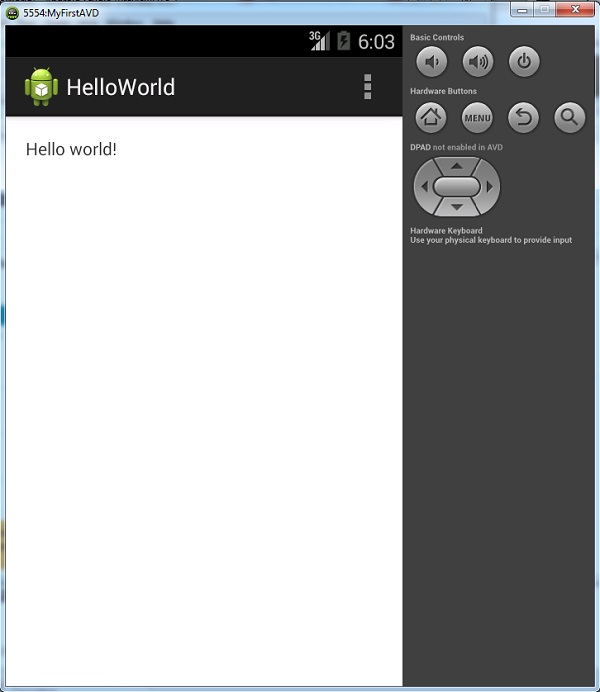 5554:MyFirstAVD
3G 6:03
HelloWorld
Hello world!
Basic Controls
Hardware Buttons
MENU
DPAD not enabled in AVD
Hardware Keyboard
Use your physical keyboard to provide input